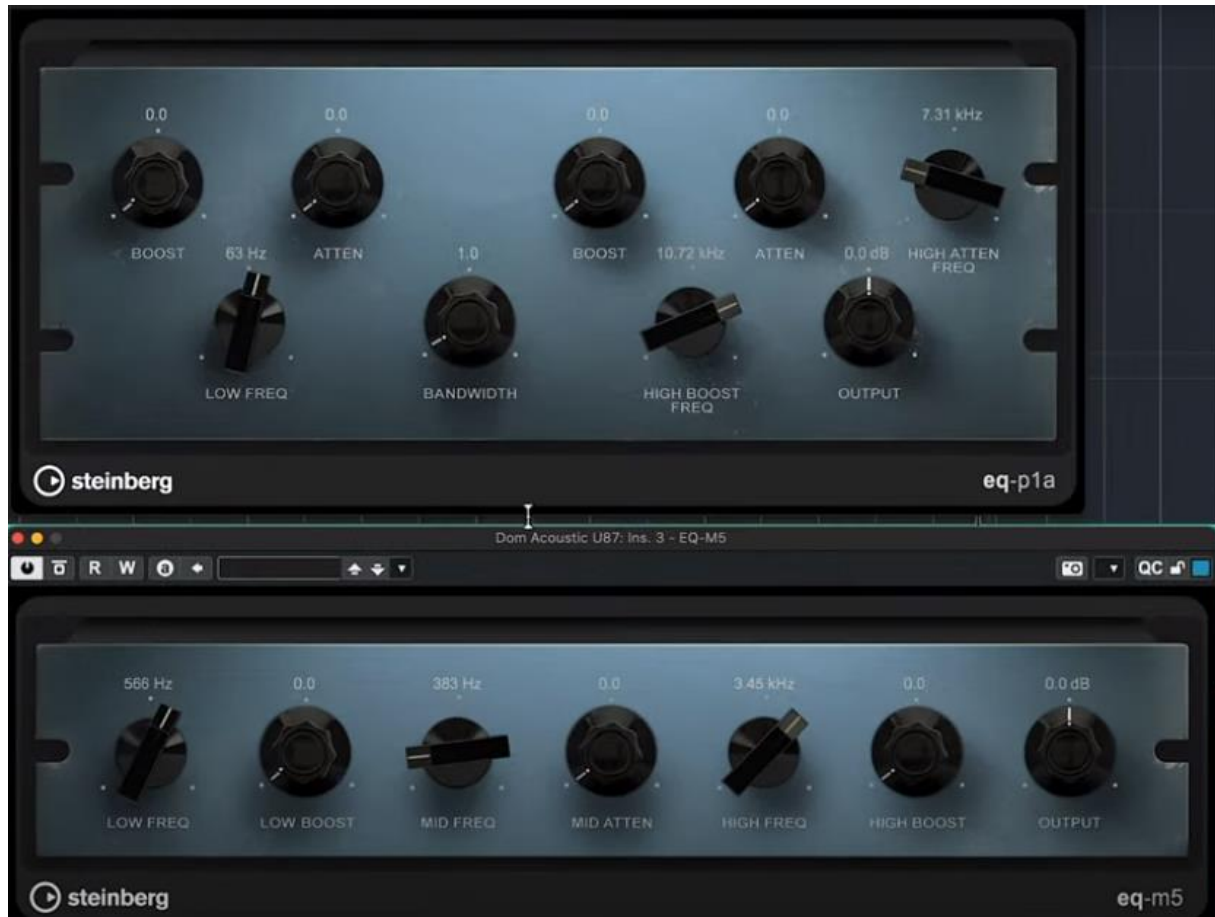 0.0 0.0 0.0 0.0 7.31 kHz
BOOST 63 Hz ATTEN 1.0 BOOST 10.72 kHz ATTEN 0.0 dB HIGH ATTEN
FREQ
LOW FREQ BANDWIDTH HIGH BOOST OUTPUT
FREQ
steinberg eq-p1a
Dom Acoustic U87: Ins. 3 - EQ-M5
R W a QC
566 Hz 0.0 383 Hz 0.0 3.45 kHz 0.0 0.0 dB
LOW FREQ LOW BOOST MID FREQ MID ATTEN HIGH FREQ HIGH BOOST OUTPUT
steinberg eq-m5